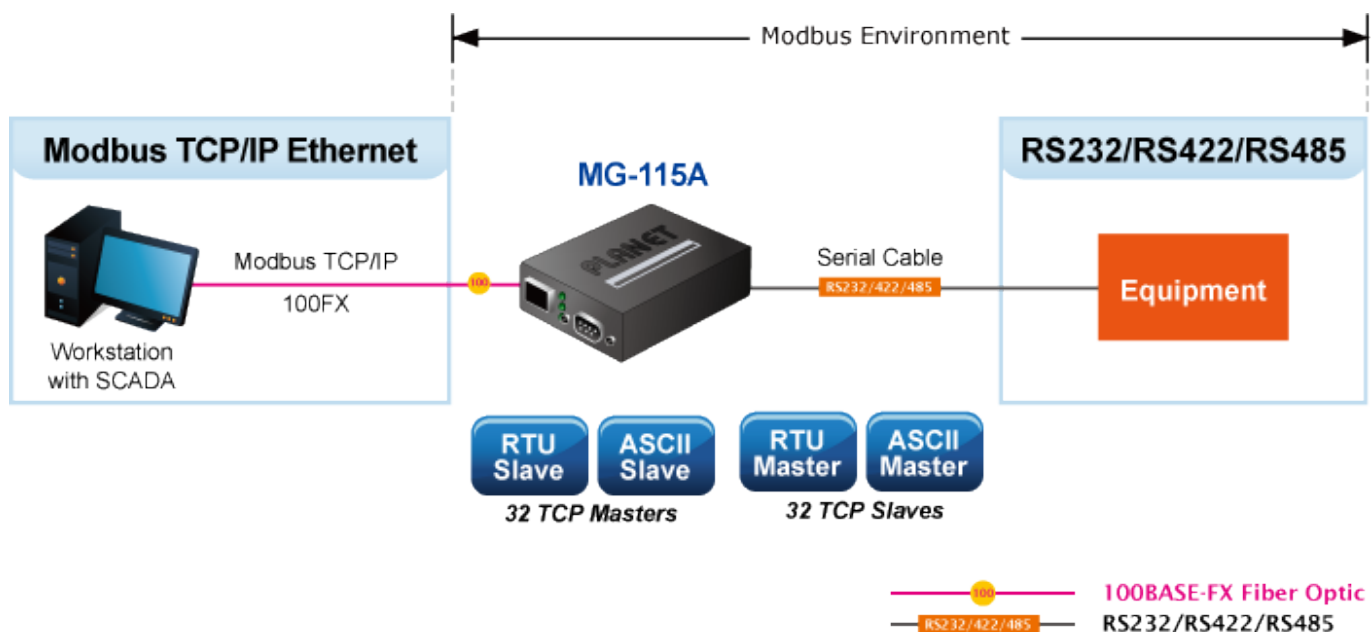 Modbus Environment
Modbus TCP/IP Ethernet
RS232/RS422/RS485
MG-115A
PLANET
Modbus TCP/IP
100
100FX
Serial Cable
RS232/422/485
Equipment
Workstation
with SCADA
RTU
Slave
ASCII
Slave
RTU
Master
ASCII
Master
32 TCP Masters
32 TCP Slaves
100
100BASE-FX Fiber Optic
RS232/422/485
RS232/RS422/RS485